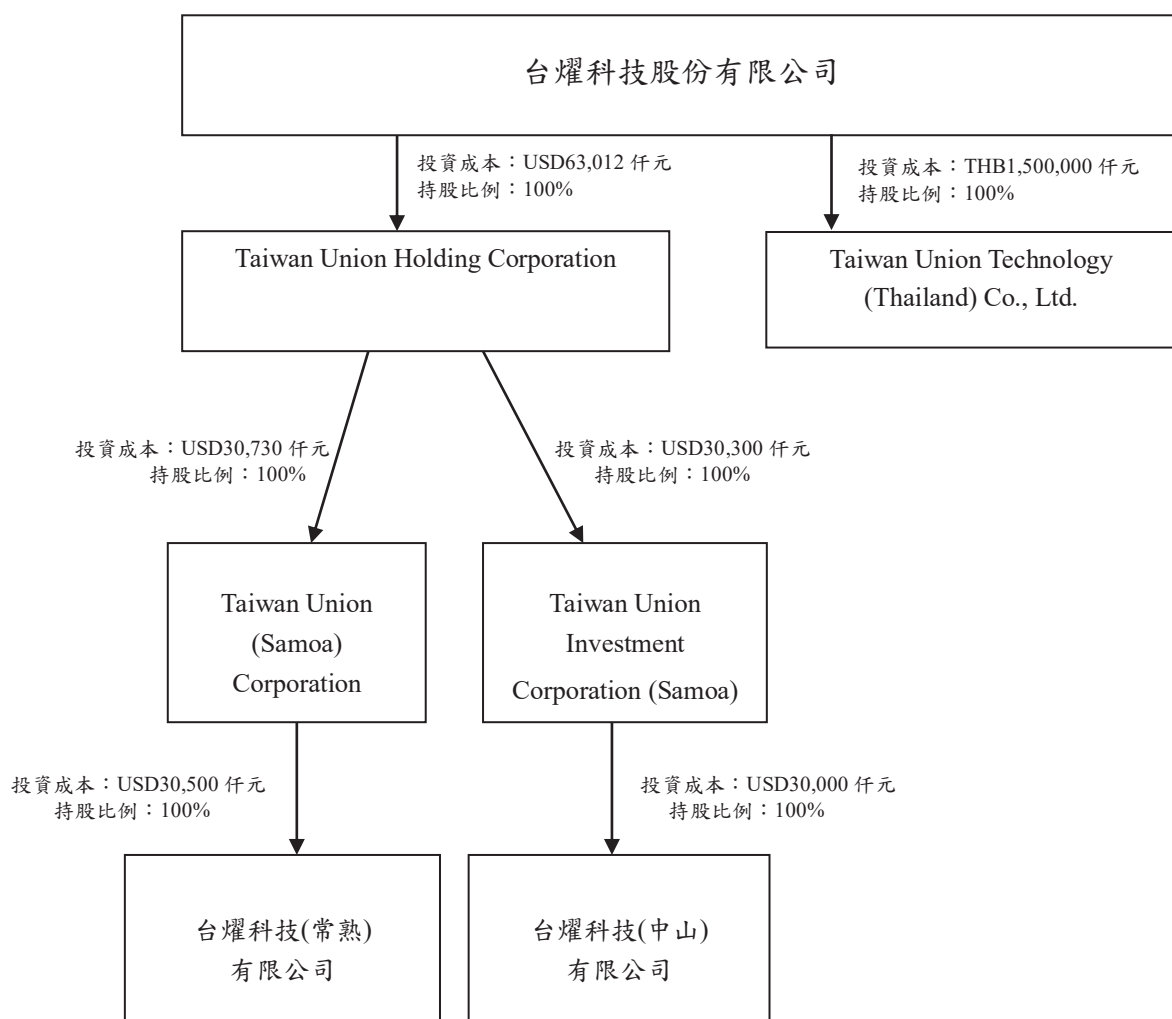 台燿科技股份有限公司
投資成本：USD63,012 仟元
持股比例：100%
投資成本：THB1,500,000 仟元
持股比例：100%
Taiwan Union Holding Corporation
Taiwan Union Technology
(Thailand) Co., Ltd.
投資成本：USD30,730 仟元
持股比例：100%
投資成本：USD30,300 仟元
持股比例：100%
Taiwan Union
(Samoa)
Corporation
Taiwan Union
Investment
Corporation (Samoa)
投資成本：USD30,500 仟元
持股比例：100%
投資成本：USD30,000 仟元
持股比例：100%
台燿科技(常熟)
有限公司
台燿科技(中山)
有限公司